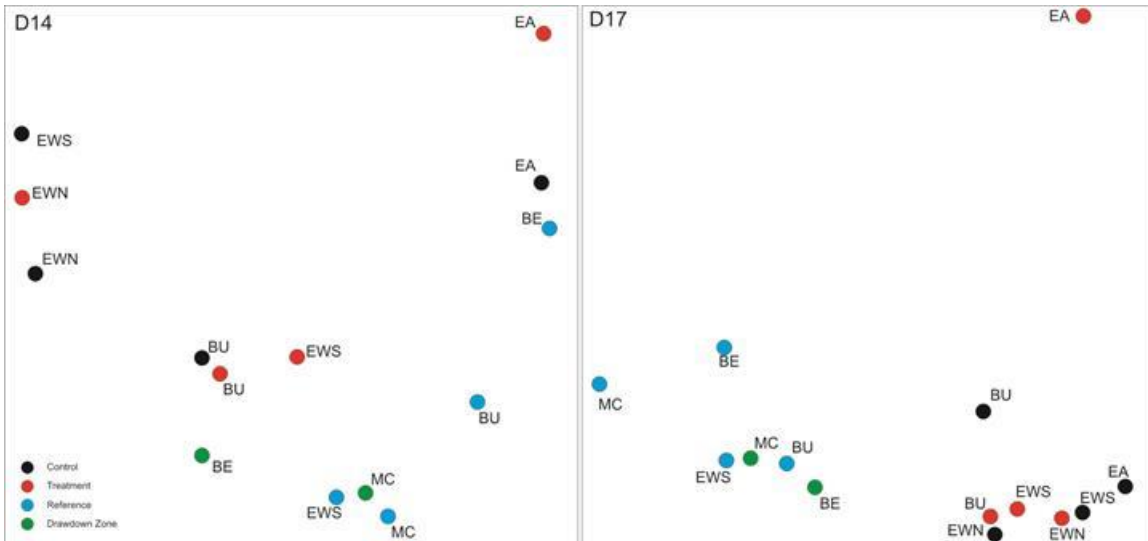 D14
EA
EWS
EA
EWN
BE
EWN
BU
EWS
BU
BU
BE
MC
EWS
MC
Control
Treatment
Reference
Drawdown Zone
D17
EA
BE
MC
BU
MC
BU
EWS
BE
EA
EWS
BU
EWS
EWN
EWN